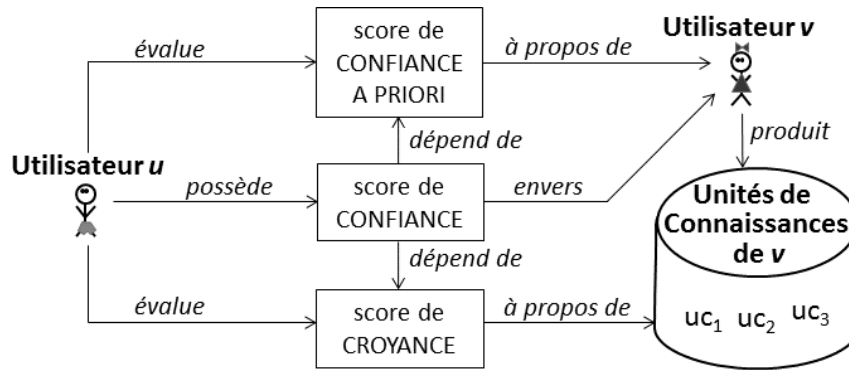 score de
CONFIANCE
A PRIORI
évalue
à propos de
Utilisateur v
dépend de
produit
Utilisateur u
possède
score de
CONFIANCE
envers
Unités de
Connaissances
de v
dépend de
évalue
score de
CROYANCE
à propos de
uc₁ uc₂ uc₃